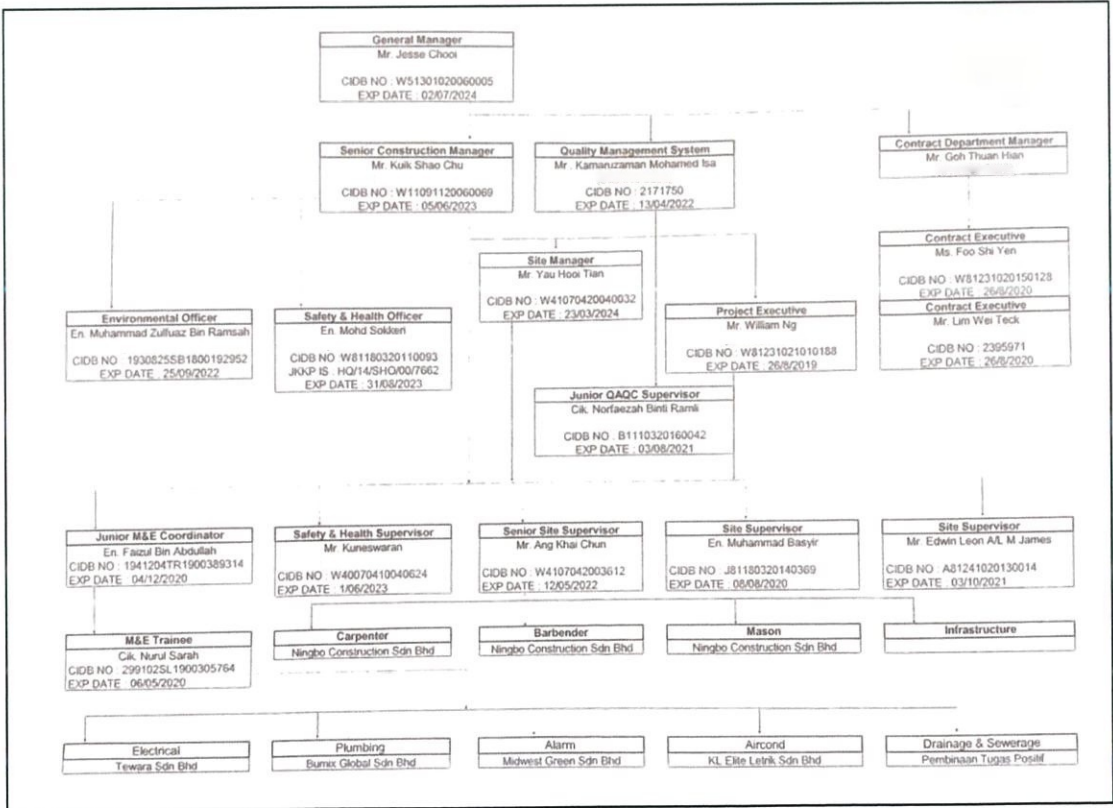 General Manager
Mr. Jesse Chooi
CIDB NO : W51301020060005
EXP DATE : 02/07/2024
Senior Construction Manager
Mr. Kuik Shao Chu
CIDB NO : W11091120060069
EXP DATE : 05/06/2023
Quality Management System
Mr. Kamaruzaman Mohamed Isa
CIDB NO : 2171750
EXP DATE : 13/04/2022
Contract Department Manager
Mr. Goh Thuan Hian
Site Manager
Mr. Yau Hooi Tian
CIDB NO : W41070420040032
EXP DATE : 23/03/2024
Contract Executive
Ms. Foo Shi Yen
CIDB NO : W81231020150128
EXP DATE : 26/8/2020
Contract Executive
Mr. Lim Wei Teck
CIDB NO : 2395971
EXP DATE : 26/8/2020
Environmental Officer
En. Muhammad Zulfuaz Bin Ramsah
CIDB NO : 1930825SB1800192952
EXP DATE : 25/09/2022
Safety & Health Officer
En. Mohd Sokkeri
CIDB NO W81180320110093
JKKP IS : HQ/14/SHO/00/7662
EXP DATE : 31/08/2023
Project Executive
Mr. William Ng
CIDB NO : W81231021010188
EXP DATE : 26/8/2019
Junior QAQC Supervisor
Cik. Norfaezah Binti Ramli
CIDB NO : B1110320160042
EXP DATE : 03/08/2021
Junior M&E Coordinator
En. Faizul Bin Abdullah
CIDB NO : 1941204TR1900389314
EXP DATE : 04/12/2020
Safety & Health Supervisor
Mr. Kuneswaran
CIDB NO : W40070410040624
EXP DATE : 1/06/2023
Senior Site Supervisor
Mr. Ang Khai Chun
CIDB NO : W4107042003612
EXP DATE : 12/05/2022
Site Supervisor
En. Muhammad Basyir
CIDB NO : J81180320140369
EXP DATE : 08/08/2020
Site Supervisor
Mr. Edwin Leon A/L M James
CIDB NO : A81241020130014
EXP DATE : 03/10/2021
M&E Trainee
Cik. Nurul Sarah
CIDB NO : 299102SL1900305764
EXP DATE : 06/05/2020
Carpenter
Ningbo Construction Sdn Bhd
Barbender
Ningbo Construction Sdn Bhd
Mason
Ningbo Construction Sdn Bhd
Infrastructure
Electrical
Tewara Sdn Bhd
Plumbing
Bumix Global Sdn Bhd
Alarm
Midwest Green Sdn Bhd
Aircond
KL Elite Letrik Sdn Bhd
Drainage & Sewerage
Pembinaan Tugas Positif